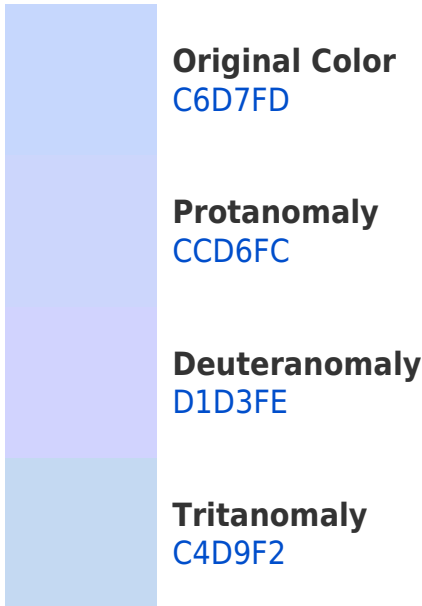 Original Color
C6D7FD
Protanomaly
CCD6FC
Deuteranomaly
D1D3FE
Tritanomaly
C4D9F2